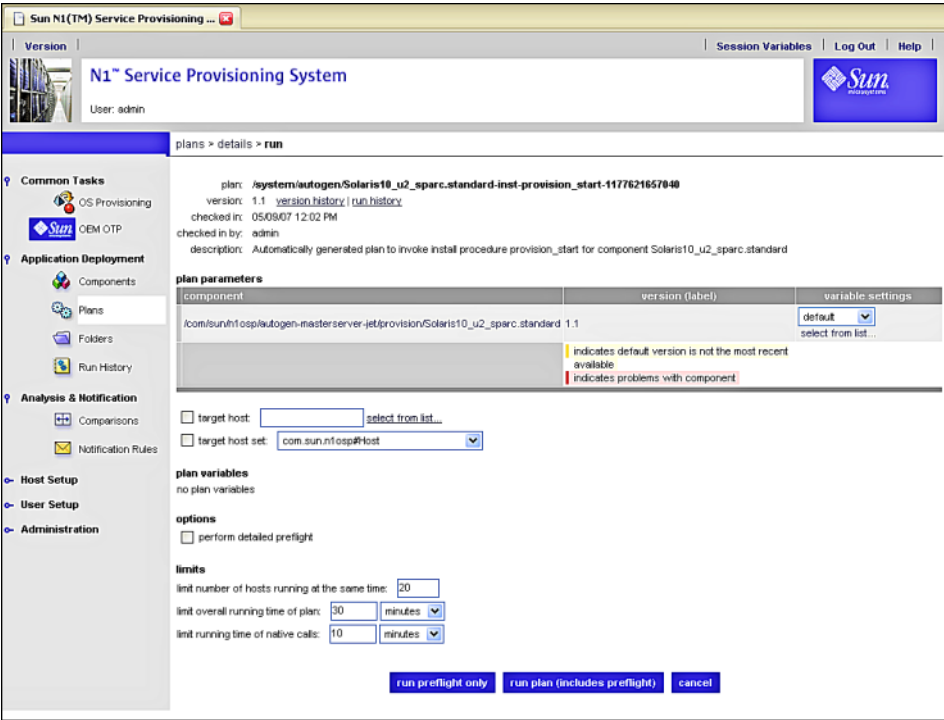 Sun N1(TM) Service Provisioning ...
Version
Session Variables
Log Out
Help
N1™ Service Provisioning System
User: admin
Sun
microsystems
plans > details > run
Common Tasks
OS Provisioning
Sun OEM OTP
Application Deployment
Components
Plans
Folders
Run History
Analysis & Notification
Comparisons
Notification Rules
Host Setup
User Setup
Administration
plan: /system/autogen/Solaris10_u2_sparc.standard-inst-provision_start-1177621657040
version: 1.1 version history | run history
checked in: 05/09/07 12:02 PM
checked in by: admin
description: Automatically generated plan to invoke install procedure provision_start for component Solaris10_u2_sparc.standard
plan parameters
component version (label) variable settings
/com/sun/n1osp/autogen-masterserver-jet/provision/Solaris10_u2_sparc.standard 1.1 default
select from list...
indicates default version is not the most recent
available
indicates problems with component
target host: select from list...
target host set: com.sun.n1osp#Host
plan variables
no plan variables
options
perform detailed preflight
limits
limit number of hosts running at the same time: 20
limit overall running time of plan: 30 minutes
limit running time of native calls: 10 minutes
run preflight only run plan (includes preflight) cancel